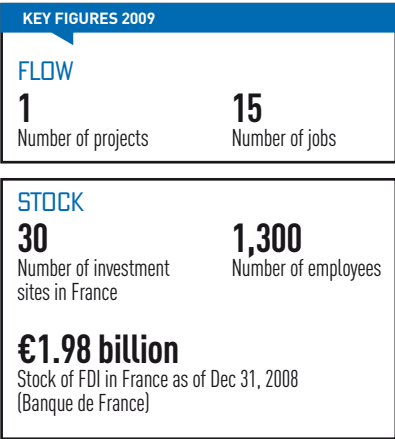 KEY FIGURES 2009
FLOW
1
Number of projects
15
Number of jobs
STOCK
30
Number of investment
sites in France
1,300
Number of employees
€1.98 billion
Stock of FDI in France as of Dec 31, 2008
(Banque de France)